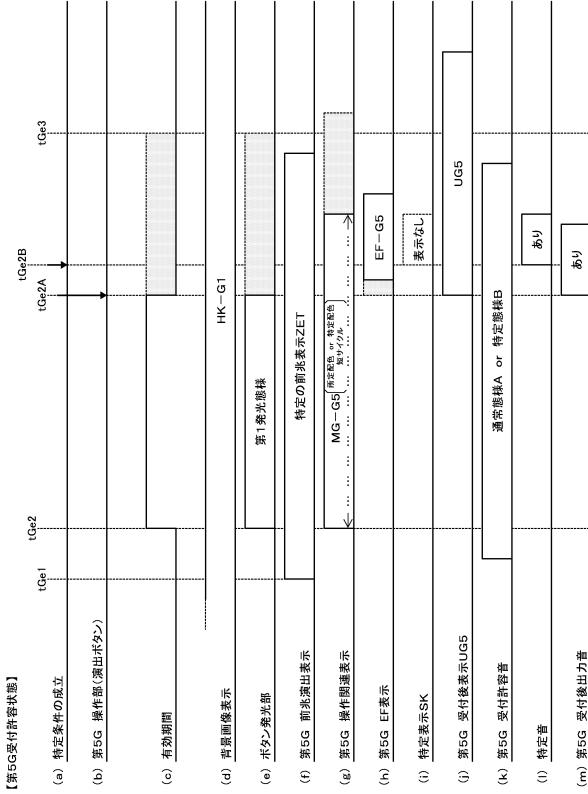 【第5G受付許容状態】
tGe1
tGe2
tGe2A
tGe2B
tGe3
(a) 特定条件の成立
(b) 第5G 操作部(演出ボタン)
(c) 有効期間
(d) 背景画像表示
HK-G1
(e) ボタン発光部
第1発光態様
(f) 第5G 前兆演出表示
特定の前兆表示ZET
(g) 第5G 操作関連表示
MG-G5
所定配色 or 特定配色
短サイクル
(h) 第5G EF表示
EF-G5
(i) 特定表示SK
表示なし
(j) 第5G 受付後表示UG5
UG5
(k) 第5G 受付許容音
通常態様A or 特定態様B
(l) 特定音
あり
(m) 第5G 受付後出力音
あり